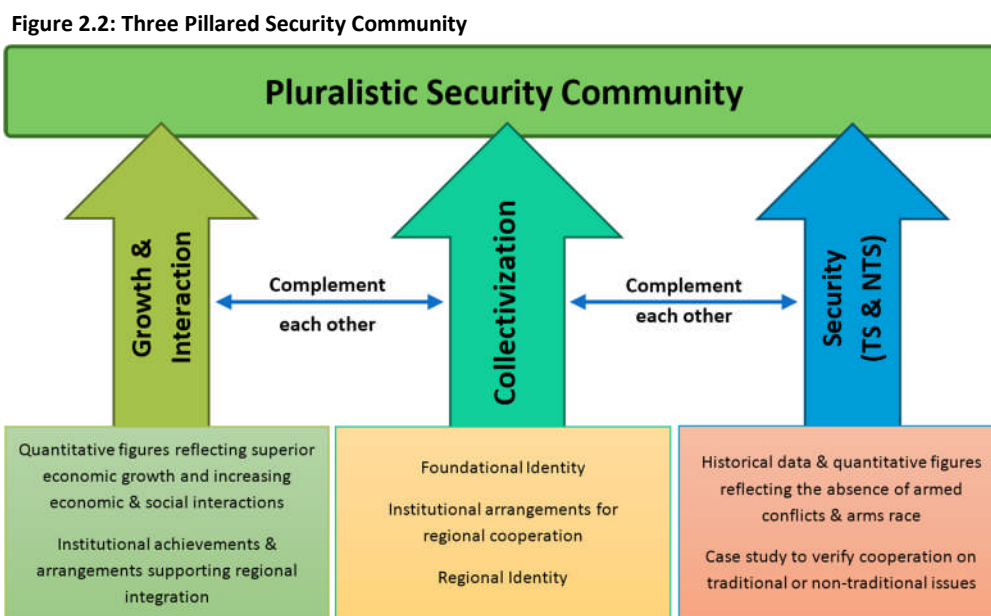 Figure 2.2: Three Pillared Security Community
Pluralistic Security Community
Growth &
Interaction
Complement
each other
Collectivization
Complement
each other
Security
(TS & NTS)
Quantitative figures reflecting superior
economic growth and increasing
economic & social interactions
Institutional achievements &
arrangements supporting regional
integration
Foundational Identity
Institutional arrangements for
regional cooperation
Regional Identity
Historical data & quantitative figures
reflecting the absence of armed
conflicts & arms race
Case study to verify cooperation on
traditional or non-traditional issues